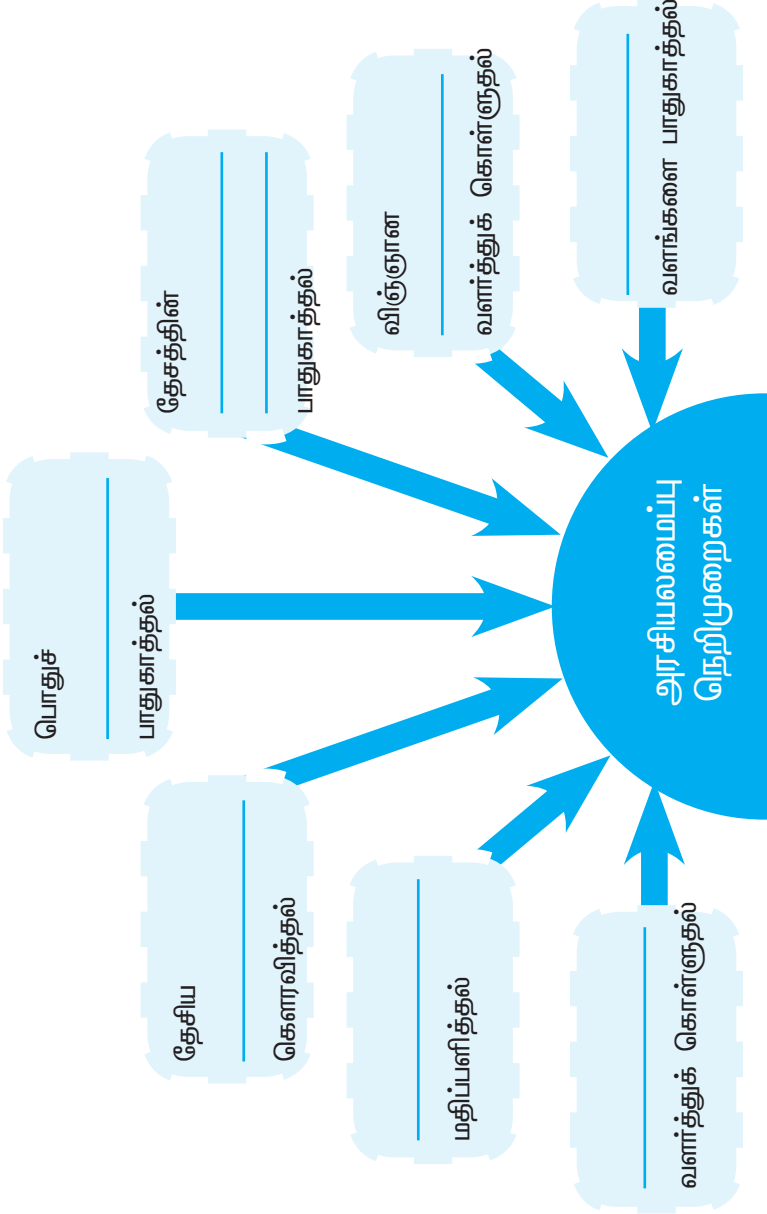 வளர்த்துக் கொள்ளுதல்
மதிப்பளித்தல்
தேசிய
கௌரவித்தல்
பொதுச்
பாதுகாத்தல்
தேசத்தின்
பாதுகாத்தல்
விஞ்ஞான
வளர்த்துக் கொள்ளுதல்
வளங்களை பாதுகாத்தல்
அரசியலமைப்பு
நெறிமுறைகள்